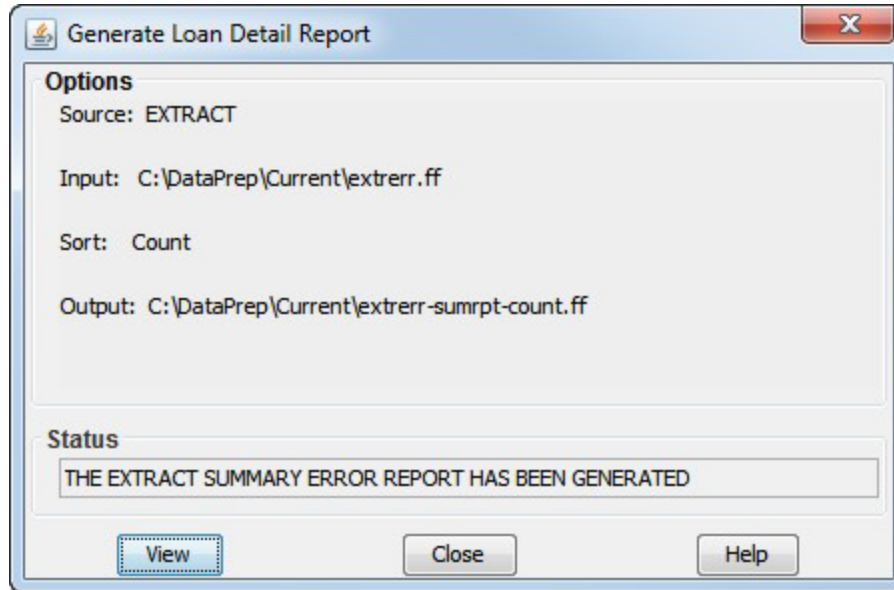 Generate Loan Detail Report
Options
Source: EXTRACT
Input: C:\DataPrep\Current\extrerr.ff
Sort: Count
Output: C:\DataPrep\Current\extrerr-sumrpt-count.ff
Status
THE EXTRACT SUMMARY ERROR REPORT HAS BEEN GENERATED
View Close Help